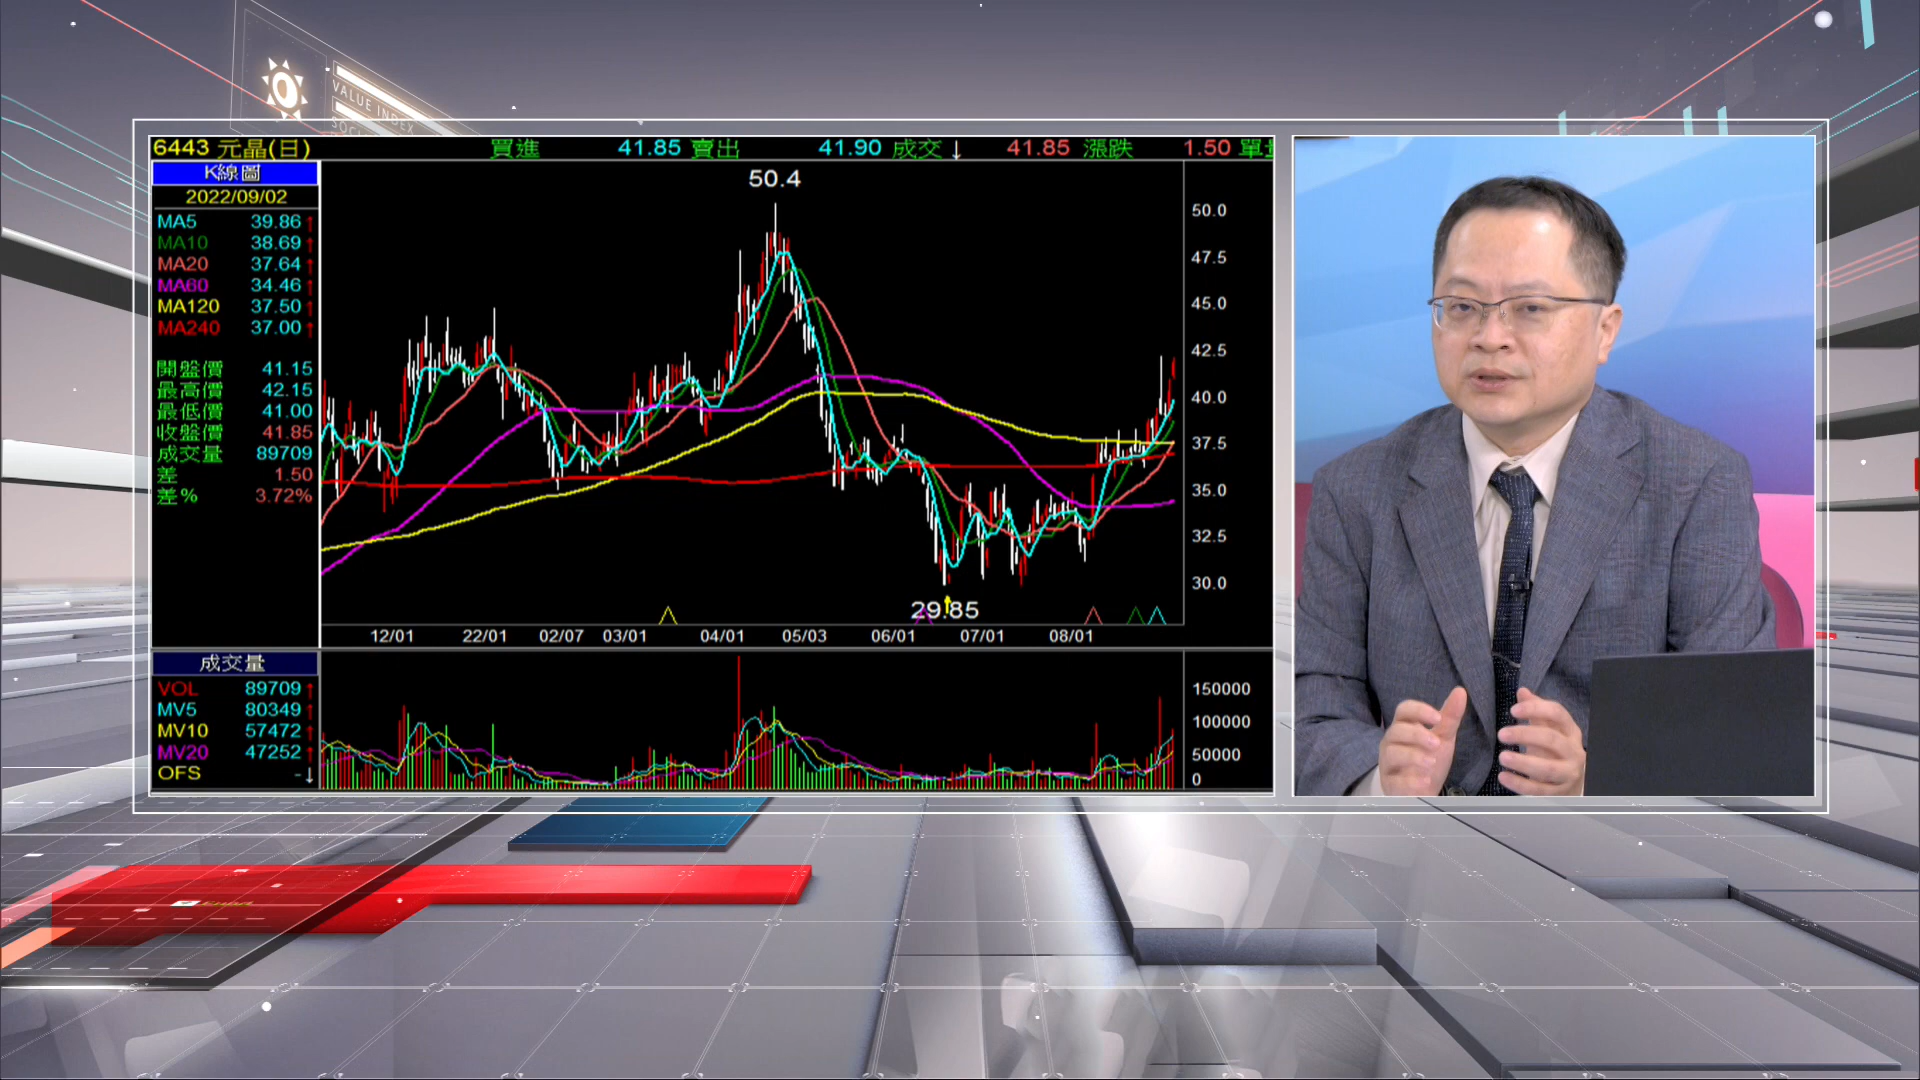 VALUE INDEX
6443 元晶(日) 買進 41.85 賣出 41.90 成交↓ 41.85 漲跌 1.50
K線圖
2022/09/02
MA5 39.86↑
MA10 38.69↑
MA20 37.64↑
MA60 34.46↑
MA120 37.50↑
MA240 37.00↑
開盤價 41.15
最高價 42.15
最低價 41.00
收盤價 41.85
成交量 89709
差 1.50
差% 3.72%
50.4
29.85
50.0
47.5
45.0
42.5
40.0
37.5
35.0
32.5
30.0
12/01 22/01 02/07 03/01 04/01 05/03 06/01 07/01 08/01
成交量
VOL 89709↑
MV5 80349↑
MV10 57472↑
MV20 47252↑
OFS -↓
150000
100000
50000
0